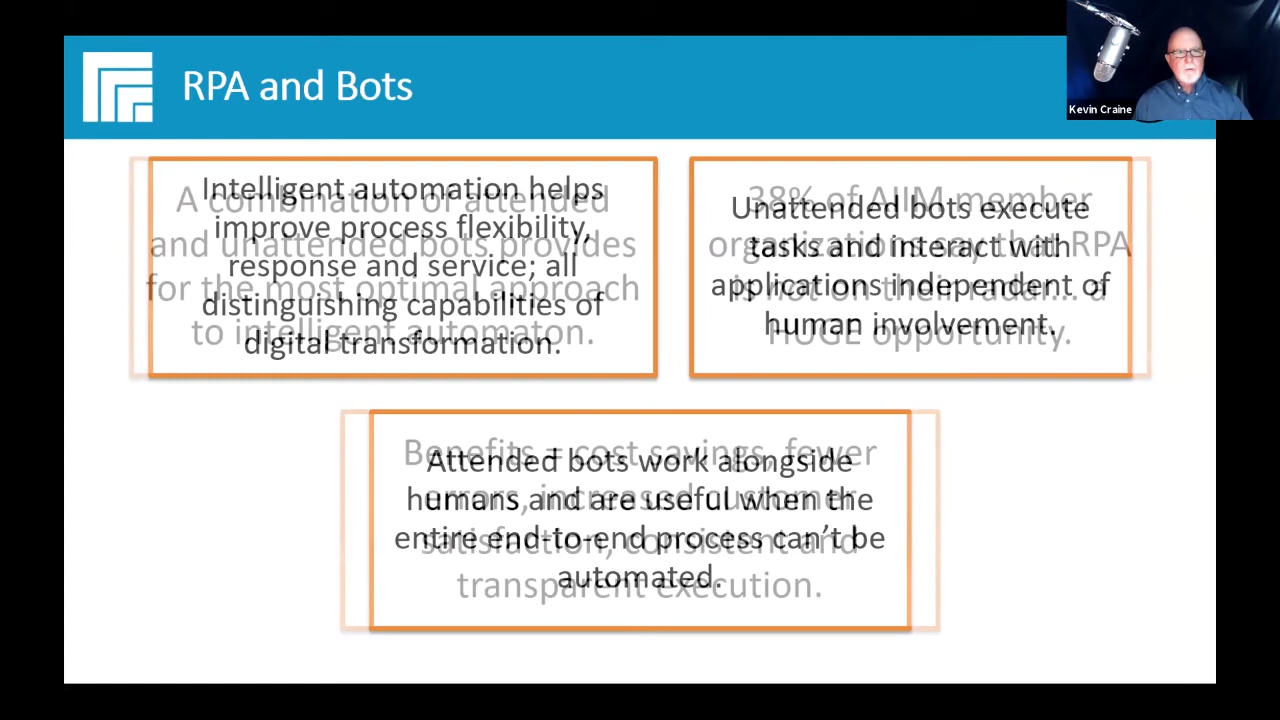 RPA and Bots
Kevin Craine
Intelligent automation helps
improve process flexibility,
response and service; all
distinguishing capabilities of
digital transformation.
A combination of attended
and unattended bots provides
for the most optimal approach
to intelligent automaton.
Unattended bots execute
tasks and interact with
applications independent of
human involvement.
38% of AIIM member
organizations say that RPA
is not on their radar... a
HUGE opportunity.
Attended bots work alongside
humans and are useful when the
entire end-to-end process can’t be
automated.
Benefits = cost savings, fewer
errors, increased customer
satisfaction, consistent and
transparent execution.